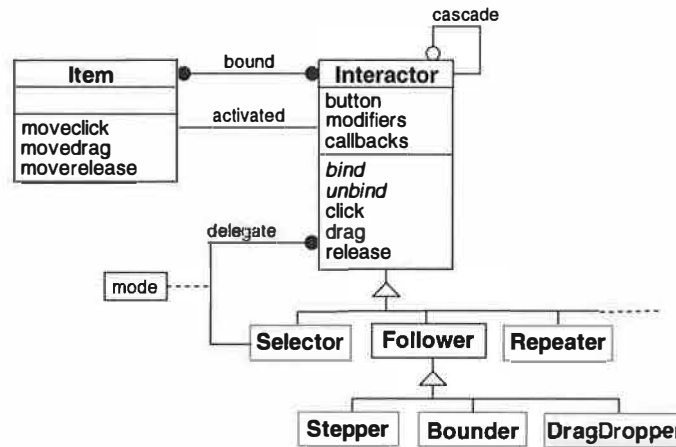 cascade
Item
bound
Interactor
activated
button
modifiers
callbacks
moveclick
movedrag
moverelease
bind
unbind
click
drag
release
delegate
mode
Selector
Follower
Repeater
Stepper
Bounder
DragDropper